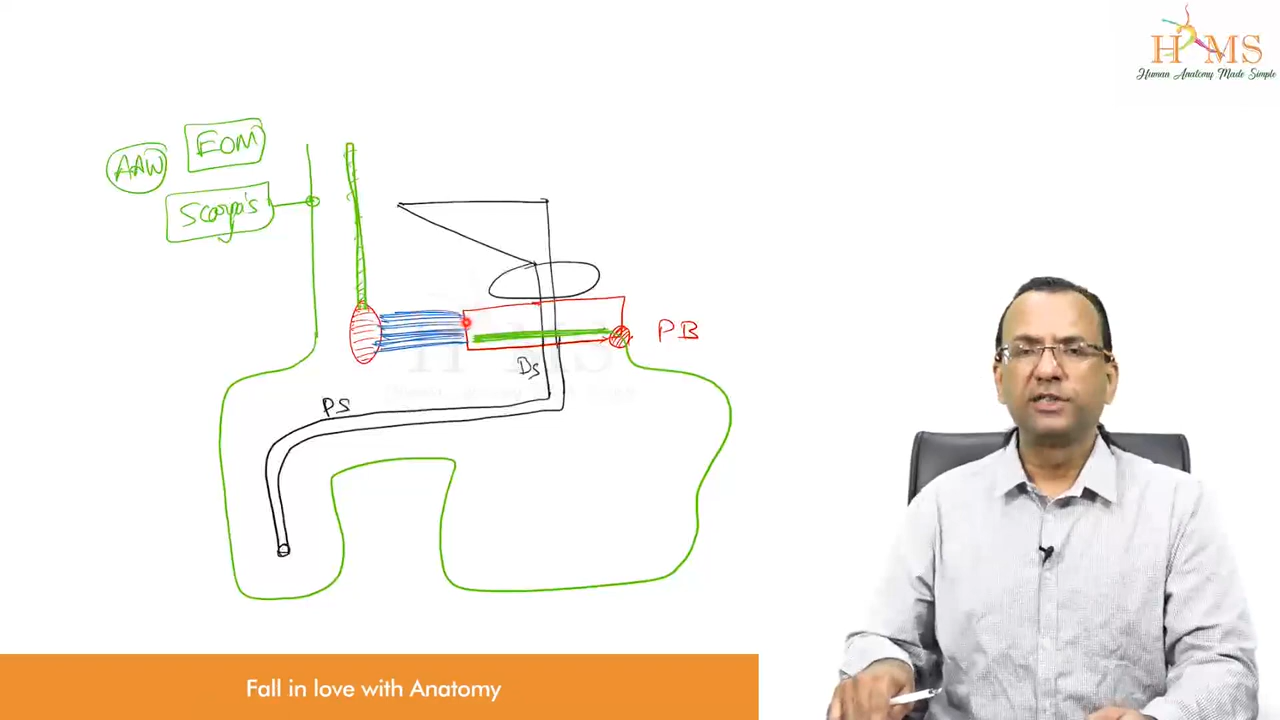 HAMS
Human Anatomy Made Simple
AAW
EOM
Scarpa's
PB
Ds
PS
Fall in love with Anatomy